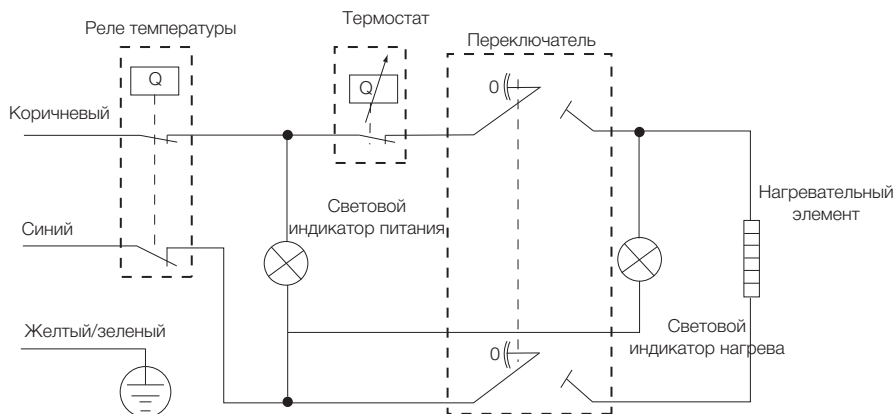 Реле температуры
Термостат
Переключатель
Q
Q
0
Коричневый
Световой
индикатор питания
Нагревательный
элемент
Синий
Желтый/зеленый
0
Световой
индикатор нагрева